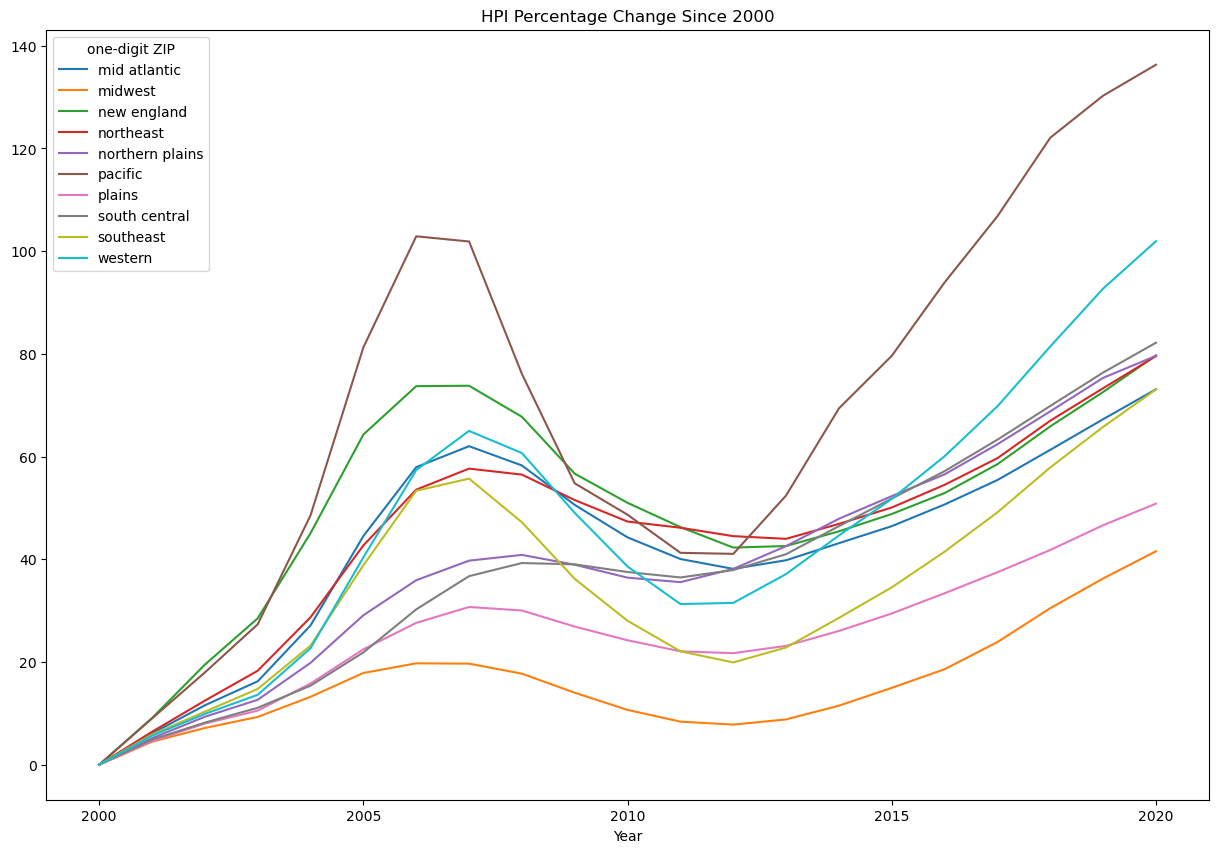 HPI Percentage Change Since 2000
one-digit ZIP
mid atlantic
midwest
new england
northeast
northern plains
pacific
plains
south central
southeast
western
140
120
100
80
60
40
20
0
2000 2005 2010 2015 2020
Year